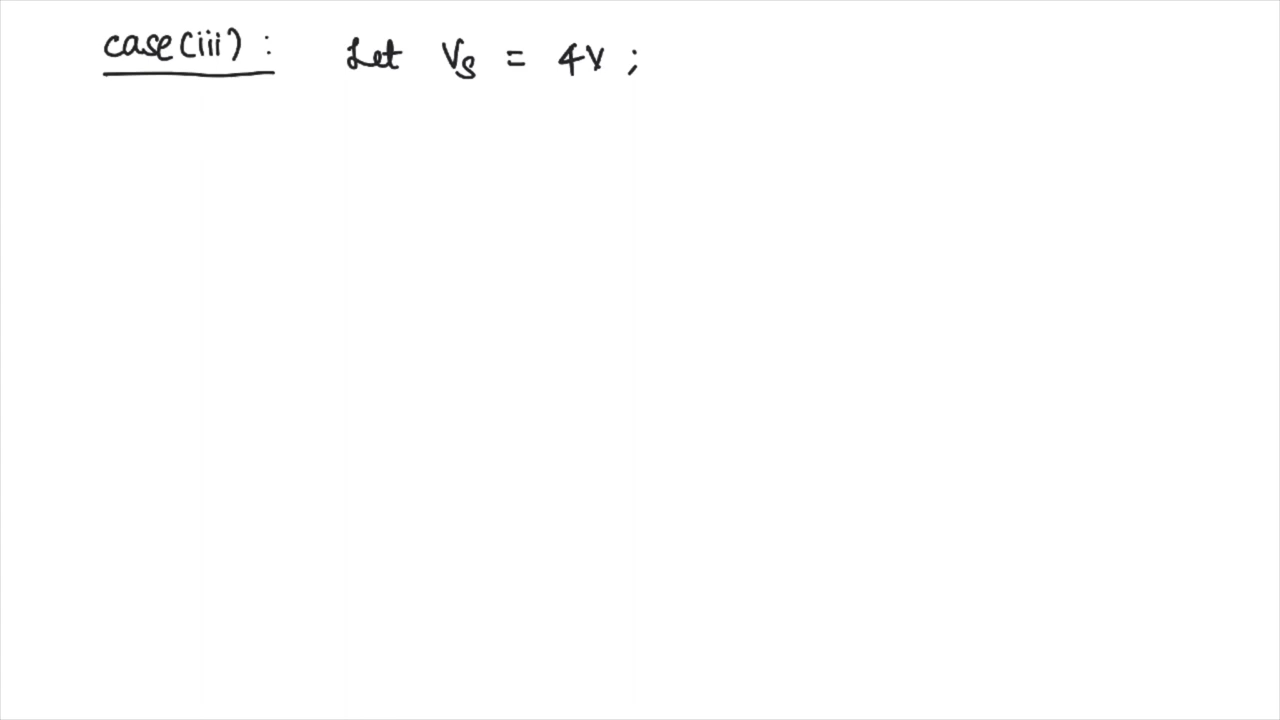 case(iii) : Let Vs = 4V ;